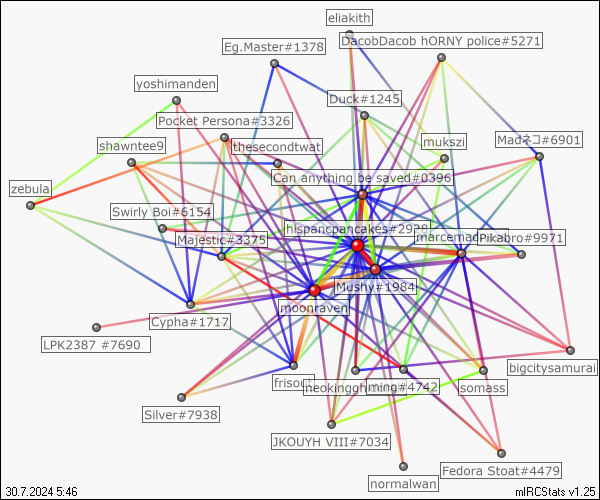 eliakith
DacobDacob hORNY police#5271
Eg.Master#1378
yoshimanden
Duck#1245
Pocket Persona#3326
mukszi
Madネコ#6901
shawntee9
thesecondtwat
Can anything be saved#0396
zebula
Swirly Boi#6154
hispancpancakes#2928
Majestic#3375
Pikabro#9971
Mushy#1984
moonraven
Cypha#1717
LPK2387 #7690
bigcitysamurai
ming#4742
somass
Silver#7938
JKOUYH VIII#7034
Fedora Stoat#4479
normalwan
30.7.2024 5:46
mIRCStats v1.25